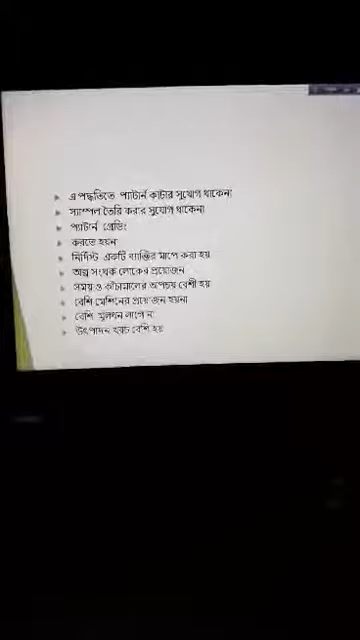 এ পদ্ধতিতে প্যাটার্ন কাটার সুযোগ থাকেনা
স্যাম্পল তৈরি করার সুযোগ থাকেনা
প্যাটার্ন গ্রেডিং
করতে হয়না
নির্দিস্ট একটি ব্যাক্তির মাপে করা হয়
অল্প সংখ্যক লোকের প্রয়োজন
সময় ও কাঁচামালের অপচয় বেশী হয়
বেশি মেশিনের প্রয়োজন হয়না
বেশি মূলধন লাগে না
উৎপাদন খরচ বেশি হয়